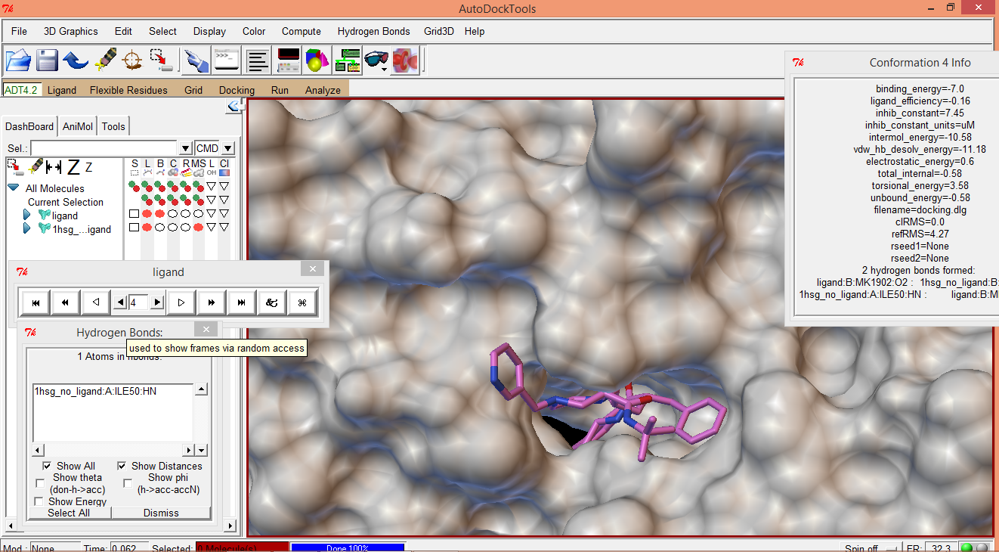 AutoDockTools
File 3D Graphics Edit Select Display Color Compute Hydrogen Bonds Grid3D Help
ADT4.2 Ligand Flexible Residues Grid Docking Run Analyze
DashBoard AniMol Tools
Sel.: CMD
S L B C R MS L Cl
All Molecules
Current Selection
ligand
1hsg_...igand
ligand
4
Hydrogen Bonds:
used to show frames via random access
1 Atoms in hbonds:
1hsg_no_ligand:A:ILE50:HN
Show All Show Distances
Show theta Show phi
(don-h->acc) (h->acc-accN)
Show Energy
Select All Dismiss
Conformation 4 Info
binding_energy=-7.0
ligand_efficiency=-0.16
inhib_constant=7.45
inhib_constant_units=uM
intermol_energy=-10.58
vdw_hb_desolv_energy=-11.18
electrostatic_energy=0.6
total_internal=-0.58
torsional_energy=3.58
unbound_energy=-0.58
filename=docking.dlg
clRMS=0.0
refRMS=4.27
rseed1=None
rseed2=None
2 hydrogen bonds formed:
ligand:B:MK1902:O2 : 1hsg_no_ligand:B:
1hsg_no_ligand:A:ILE50:HN : ligand:B:M
Mod.: None Time: 0.062 Selected: 0 Molecule(s) Done 100% Spin off FR: 32.3